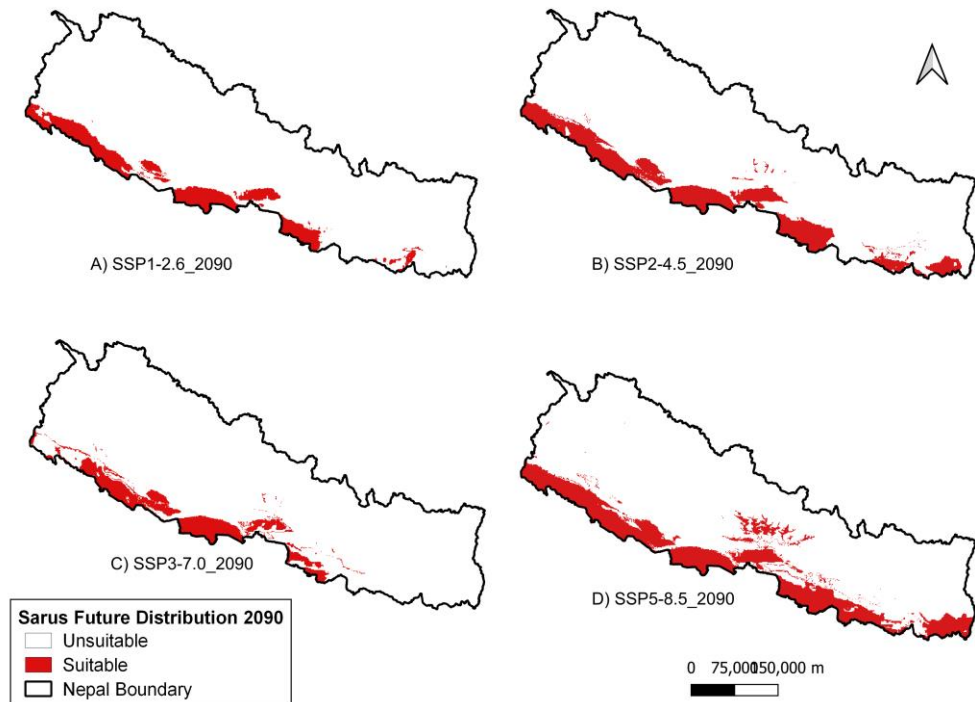 A) SSP1-2.6_2090
B) SSP2-4.5_2090
C) SSP3-7.0_2090
D) SSP5-8.5_2090
Sarus Future Distribution 2090
Unsuitable
Suitable
Nepal Boundary
0 75,000150,000 m